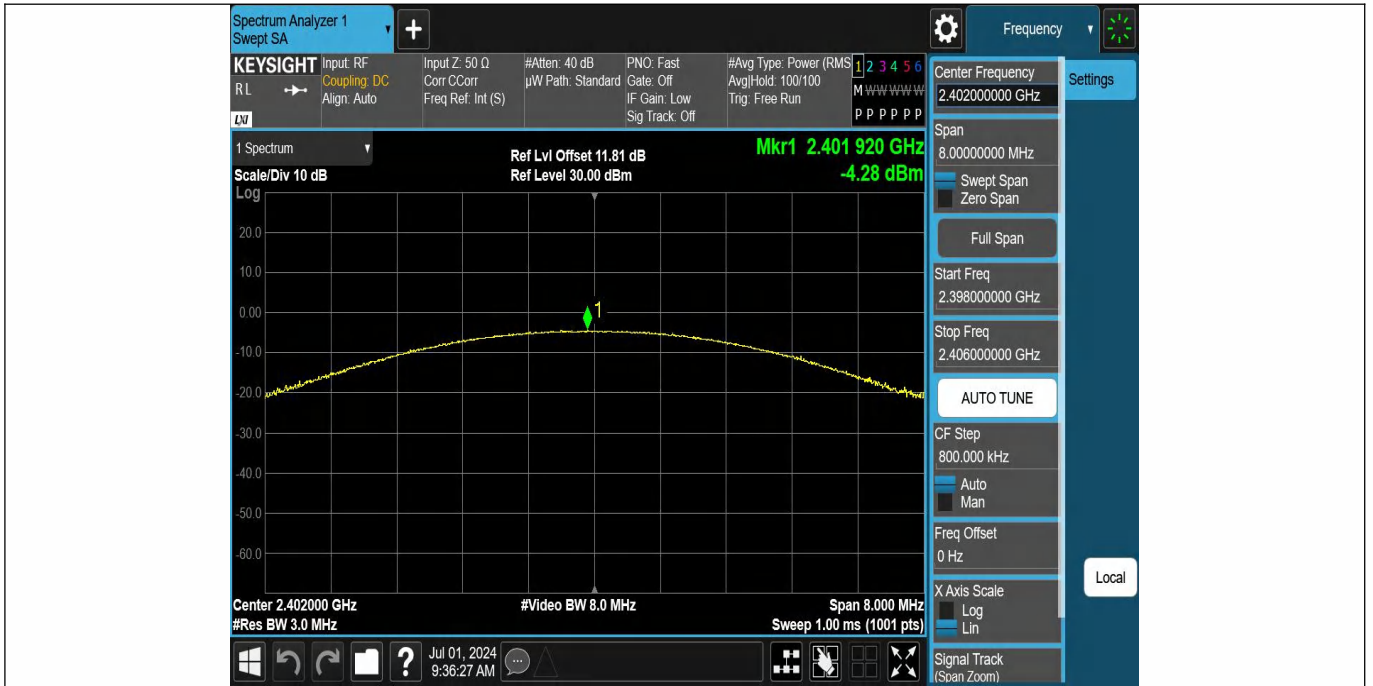 Spectrum Analyzer 1
Swept SA
+
Frequency
KEYSIGHT
RL
LXI
Input: RF
Coupling: DC
Align: Auto
Input Z: 50 Ω
Corr CCorr
Freq Ref: Int (S)
#Atten: 40 dB
µW Path: Standard
PNO: Fast
Gate: Off
IF Gain: Low
Sig Track: Off
#Avg Type: Power (RMS
Avg|Hold: 100/100
Trig: Free Run
1 2 3 4 5 6
M W W W W W
P P P P P P
1 Spectrum
Scale/Div 10 dB
Ref Lvl Offset 11.81 dB
Ref Level 30.00 dBm
Mkr1 2.401 920 GHz
-4.28 dBm
Log
20.0
10.0
0.00
-10.0
-20.0
-30.0
-40.0
-50.0
-60.0
1
Center 2.402000 GHz
#Res BW 3.0 MHz
#Video BW 8.0 MHz
Span 8.000 MHz
Sweep 1.00 ms (1001 pts)
Jul 01, 2024
9:36:27 AM
?
Center Frequency
2.402000000 GHz
Settings
Span
8.00000000 MHz
Swept Span
Zero Span
Full Span
Start Freq
2.398000000 GHz
Stop Freq
2.406000000 GHz
AUTO TUNE
CF Step
800.000 kHz
Auto
Man
Freq Offset
0 Hz
X Axis Scale
Log
Lin
Local
Signal Track
(Span Zoom)